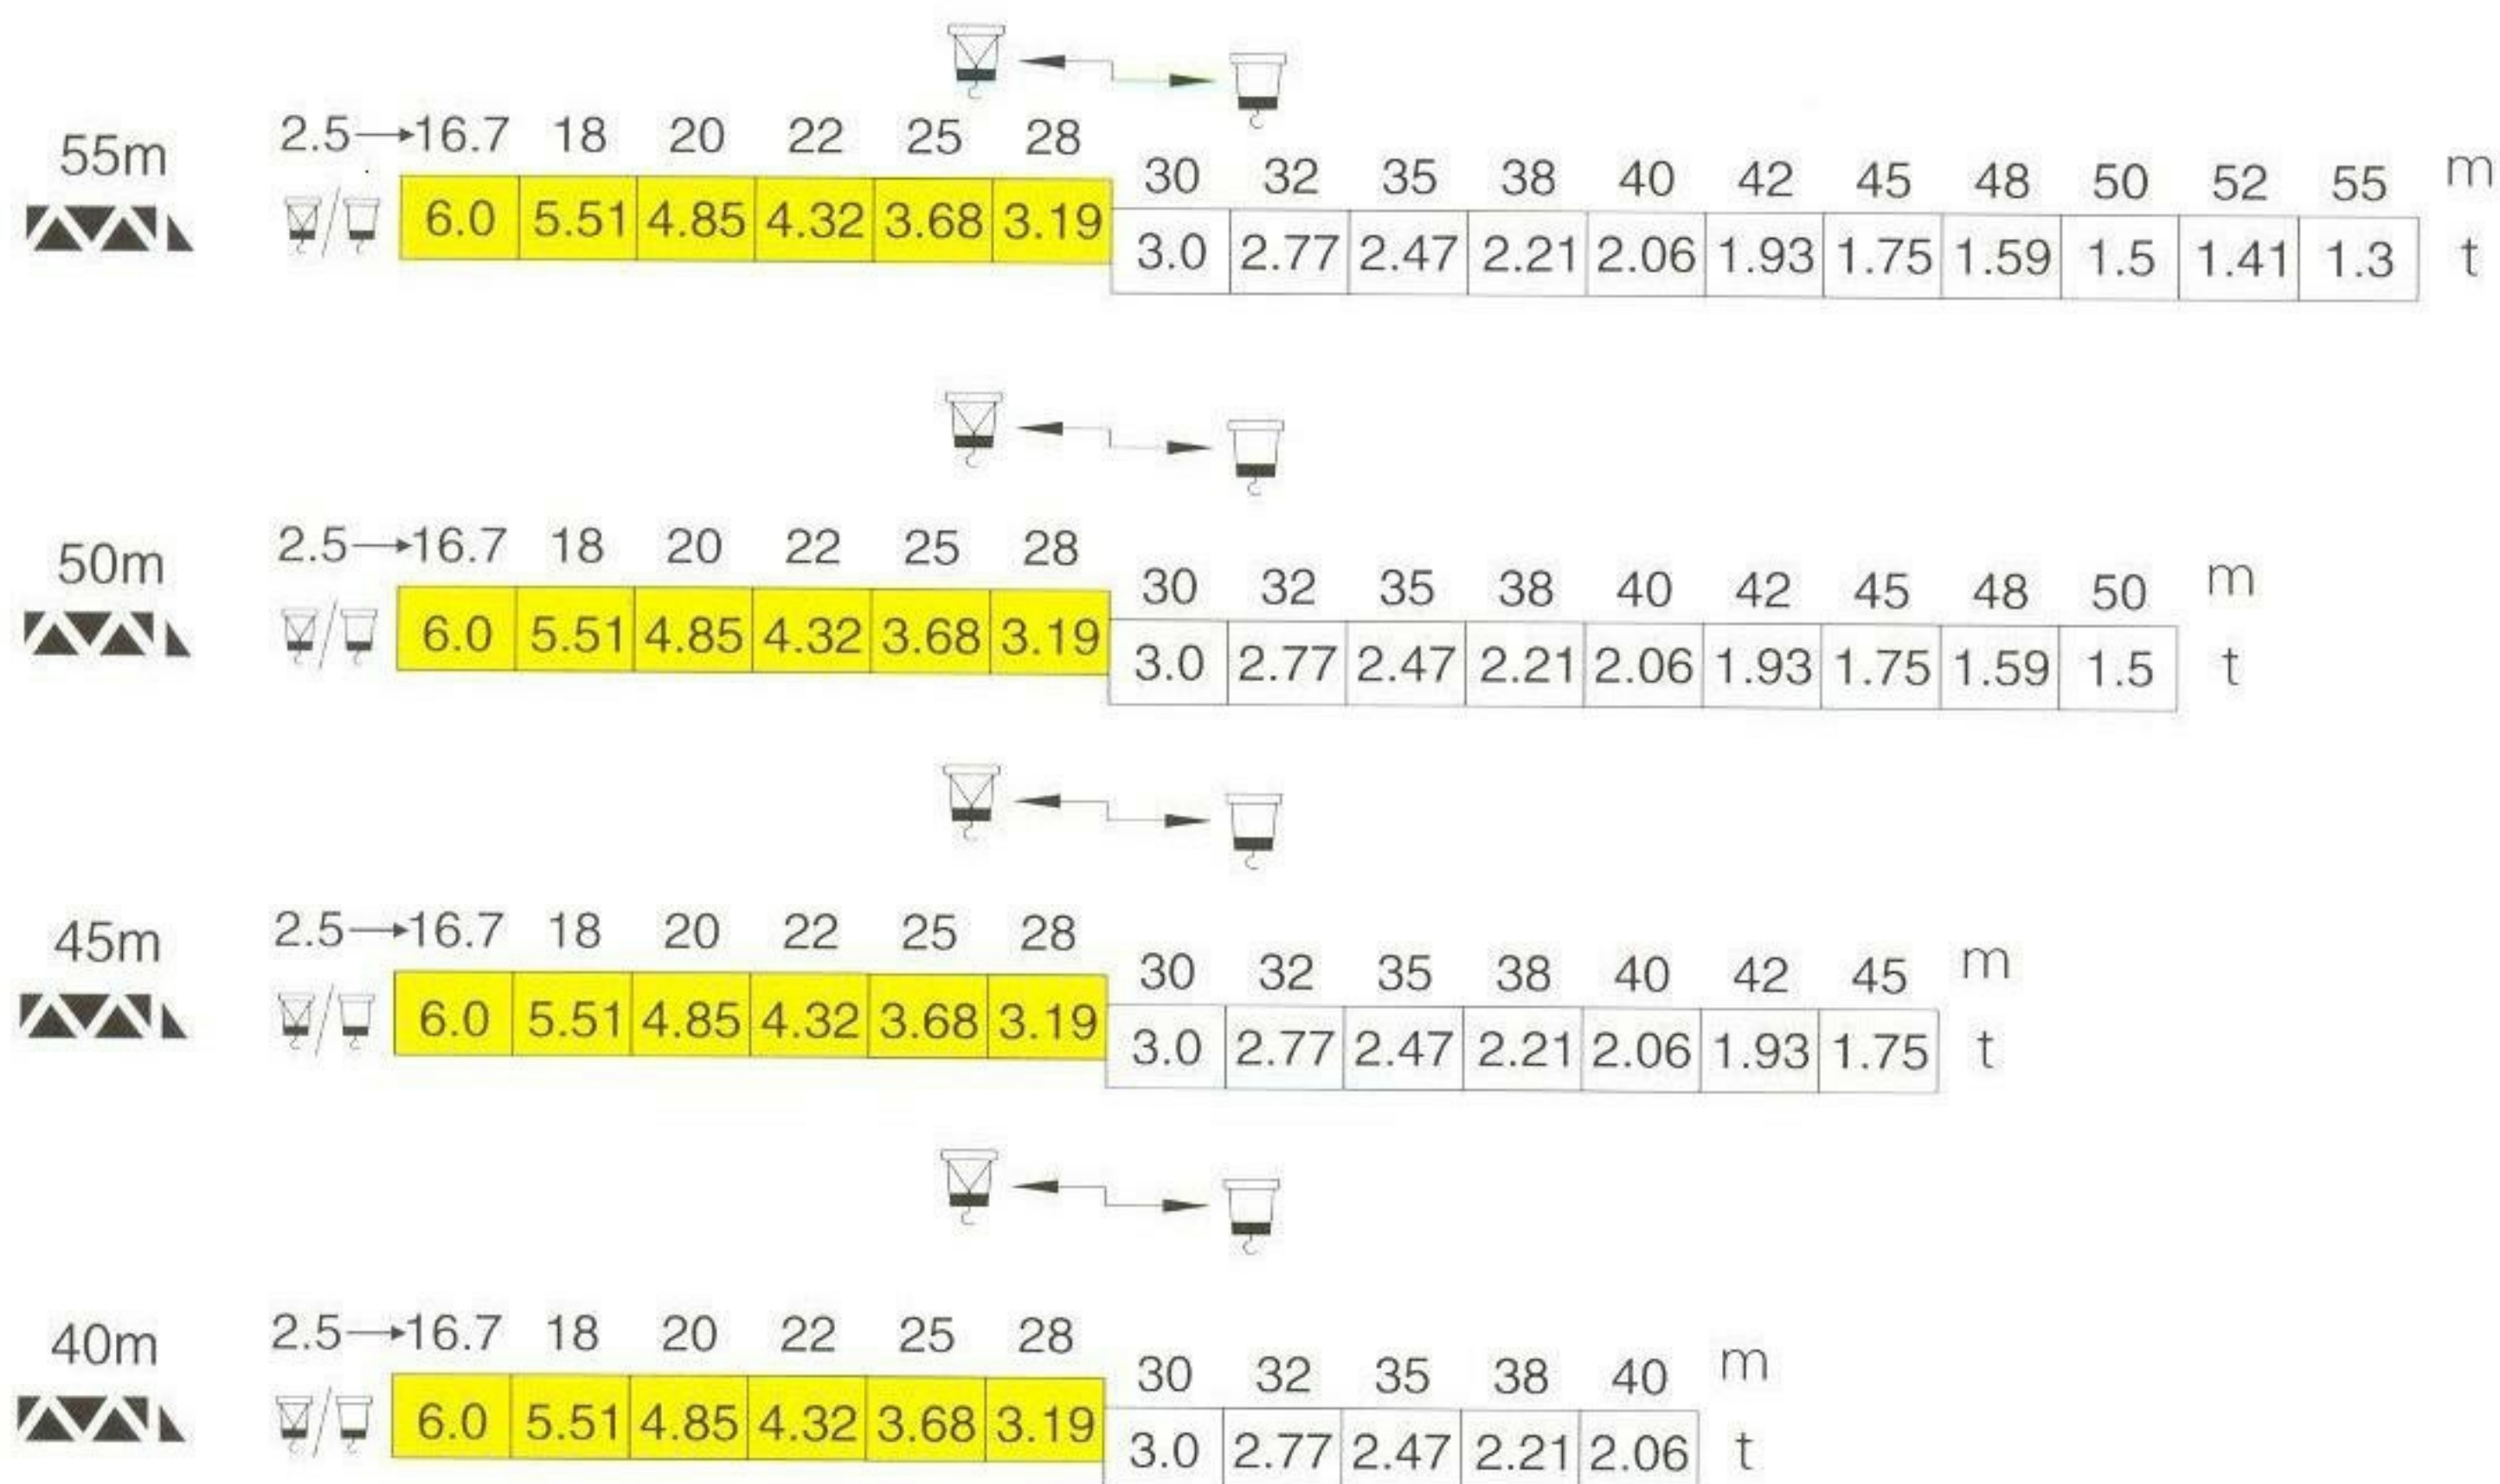 55m
2.5→16.7 18 20 22 25 28 30 32 35 38 40 42 45 48 50 52 55 m
6.0 5.51 4.85 4.32 3.68 3.19 3.0 2.77 2.47 2.21 2.06 1.93 1.75 1.59 1.5 1.41 1.3 t
50m
2.5→16.7 18 20 22 25 28 30 32 35 38 40 42 45 48 50 m
6.0 5.51 4.85 4.32 3.68 3.19 3.0 2.77 2.47 2.21 2.06 1.93 1.75 1.59 1.5 t
45m
2.5→16.7 18 20 22 25 28 30 32 35 38 40 42 45 m
6.0 5.51 4.85 4.32 3.68 3.19 3.0 2.77 2.47 2.21 2.06 1.93 1.75 t
40m
2.5→16.7 18 20 22 25 28 30 32 35 38 40 m
6.0 5.51 4.85 4.32 3.68 3.19 3.0 2.77 2.47 2.21 2.06 t